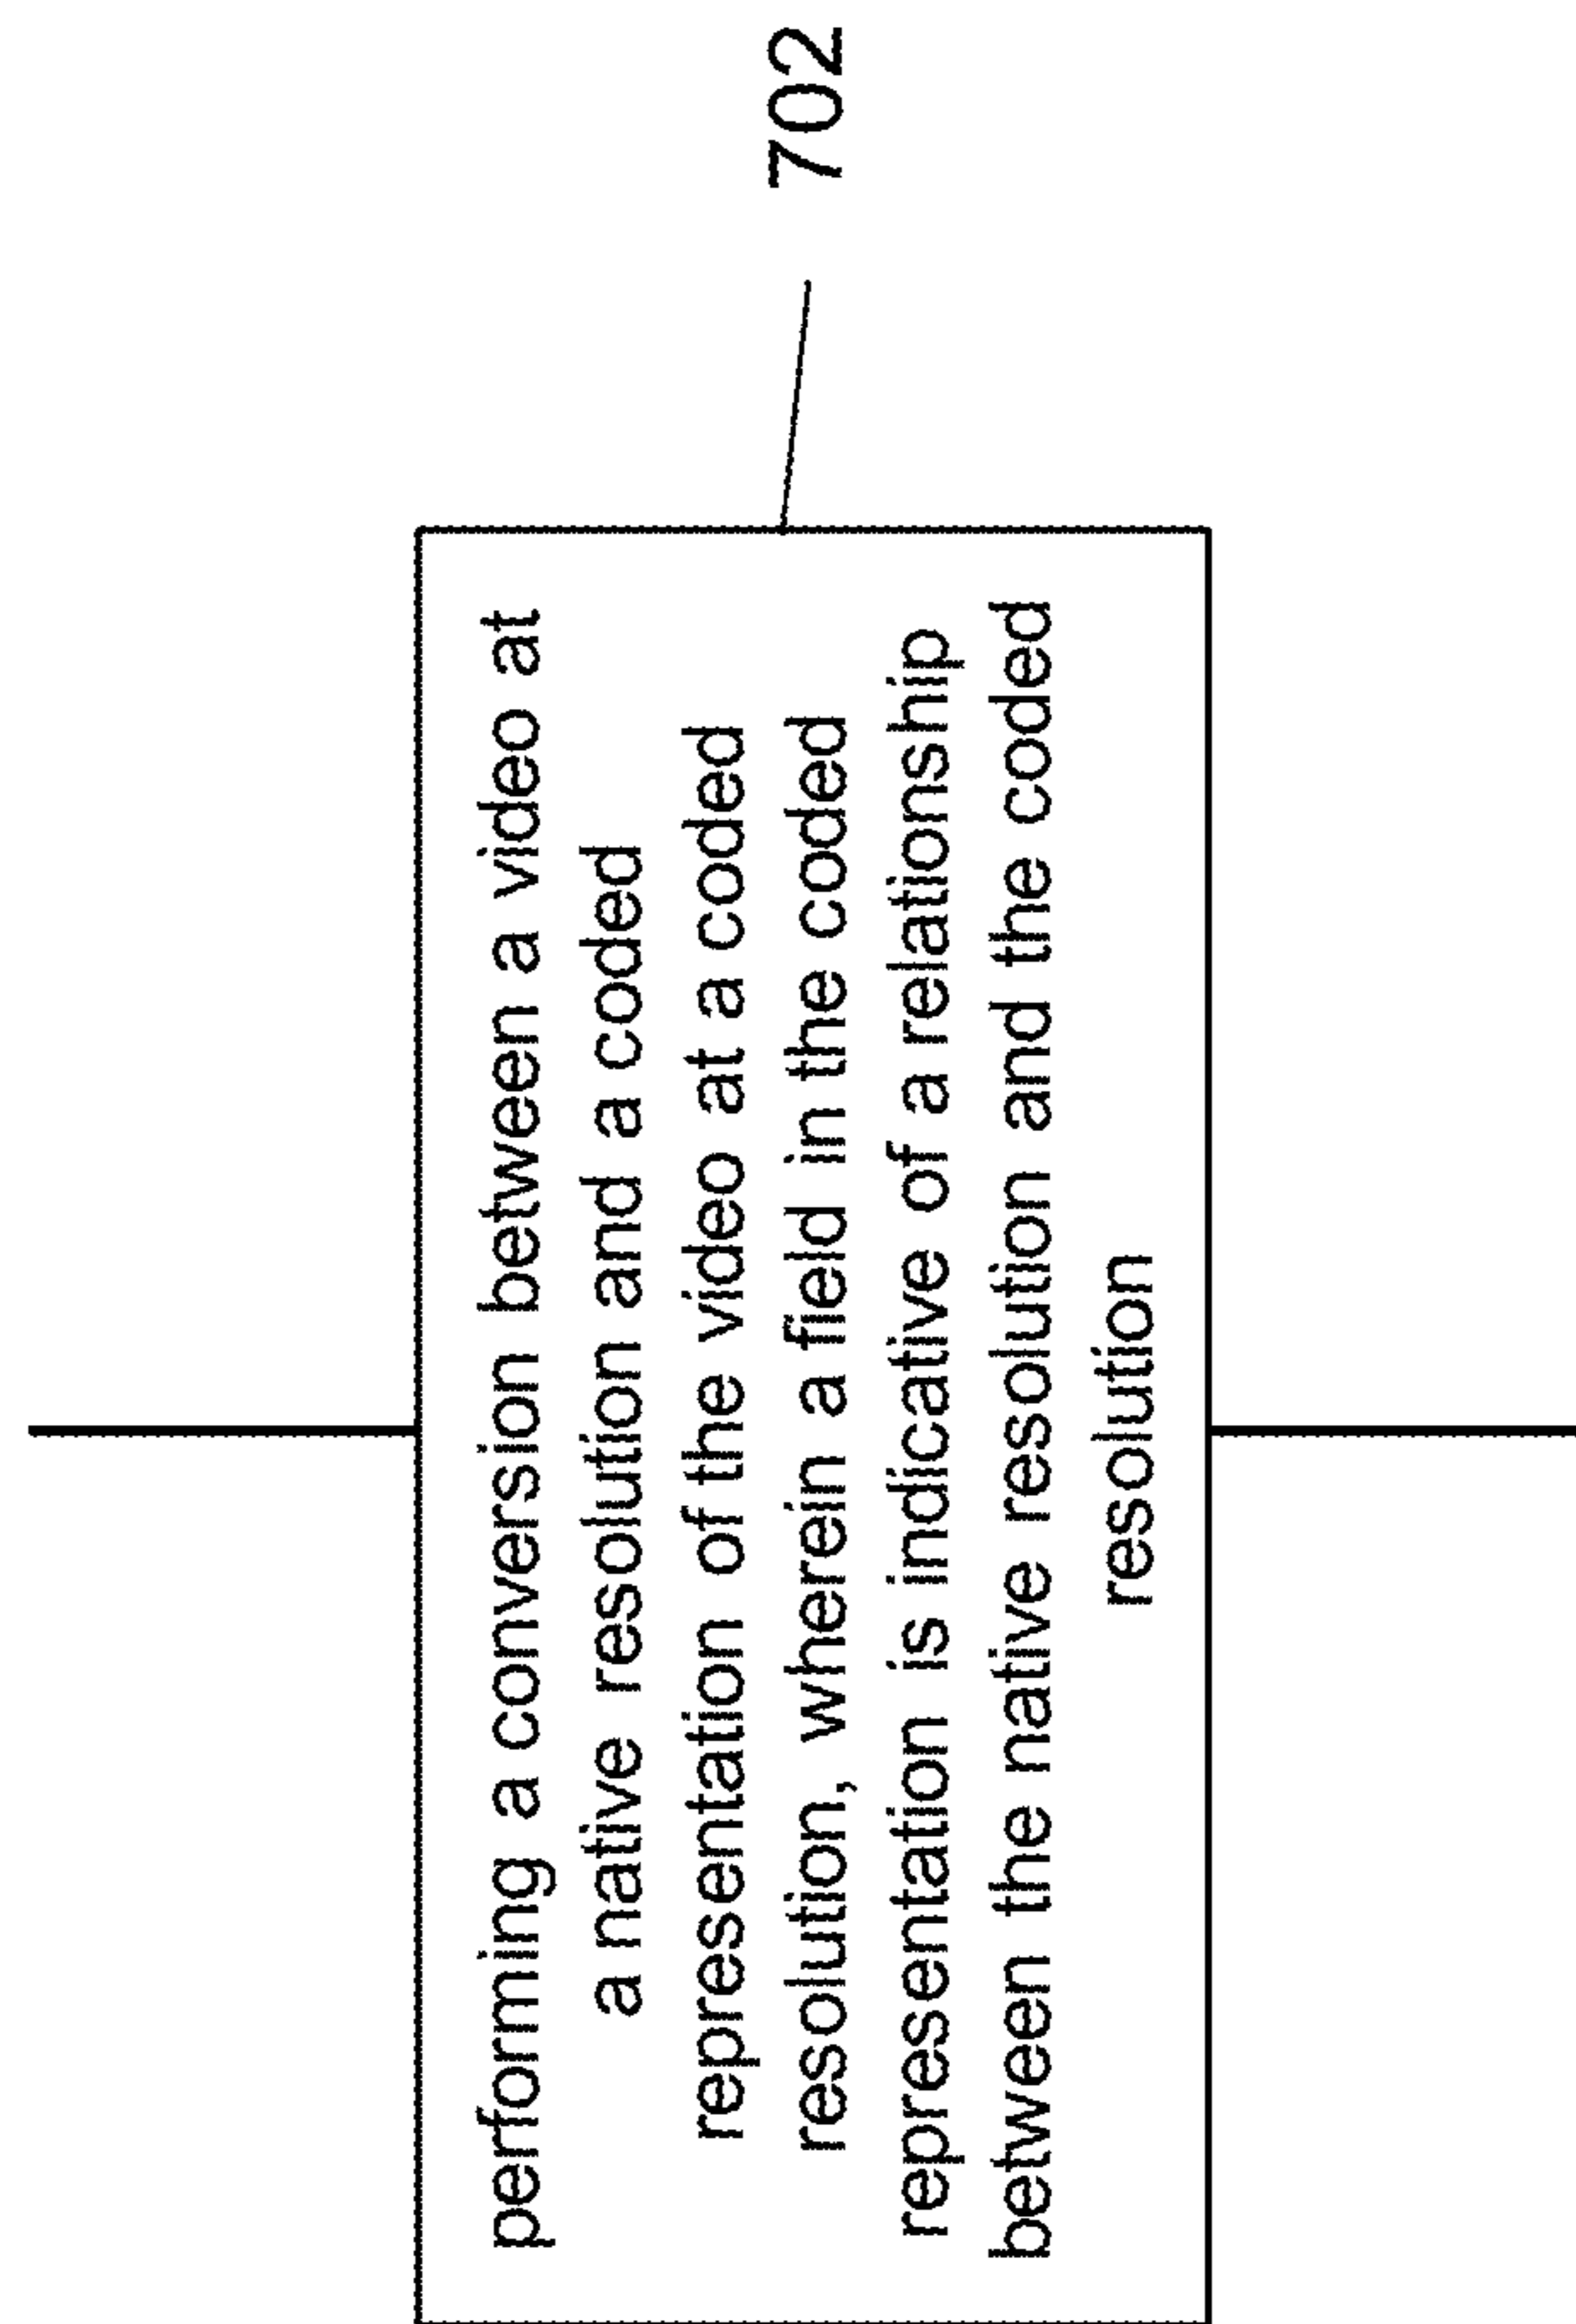 performing a conversion between a video at
a native resolution and a coded
representation of the video at a coded
resolution, wherein a field in the coded
representation is indicative of a relationship
between the native resolution and the coded
resolution
702